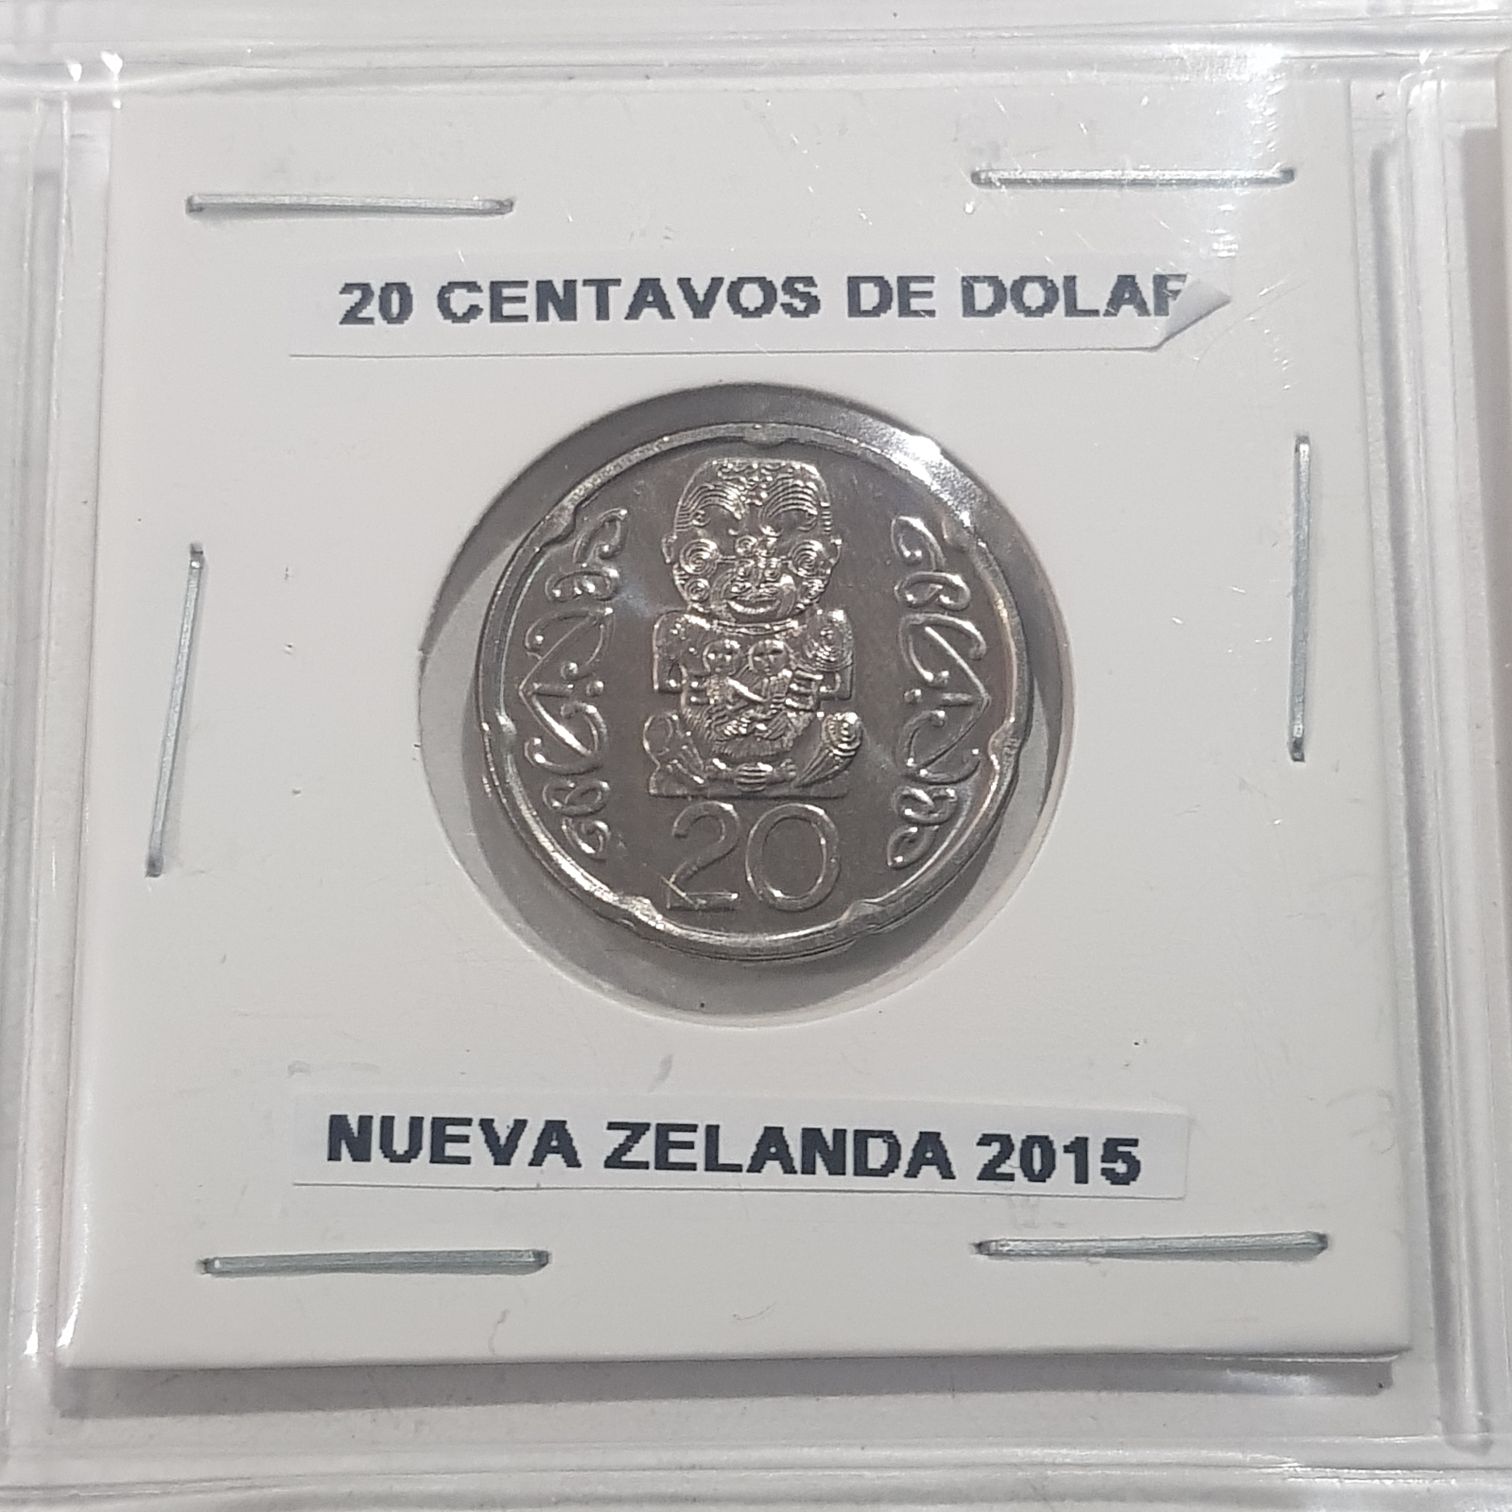 20 CENTAVOS DE DOLAR
20
NUEVA ZELANDA 2015